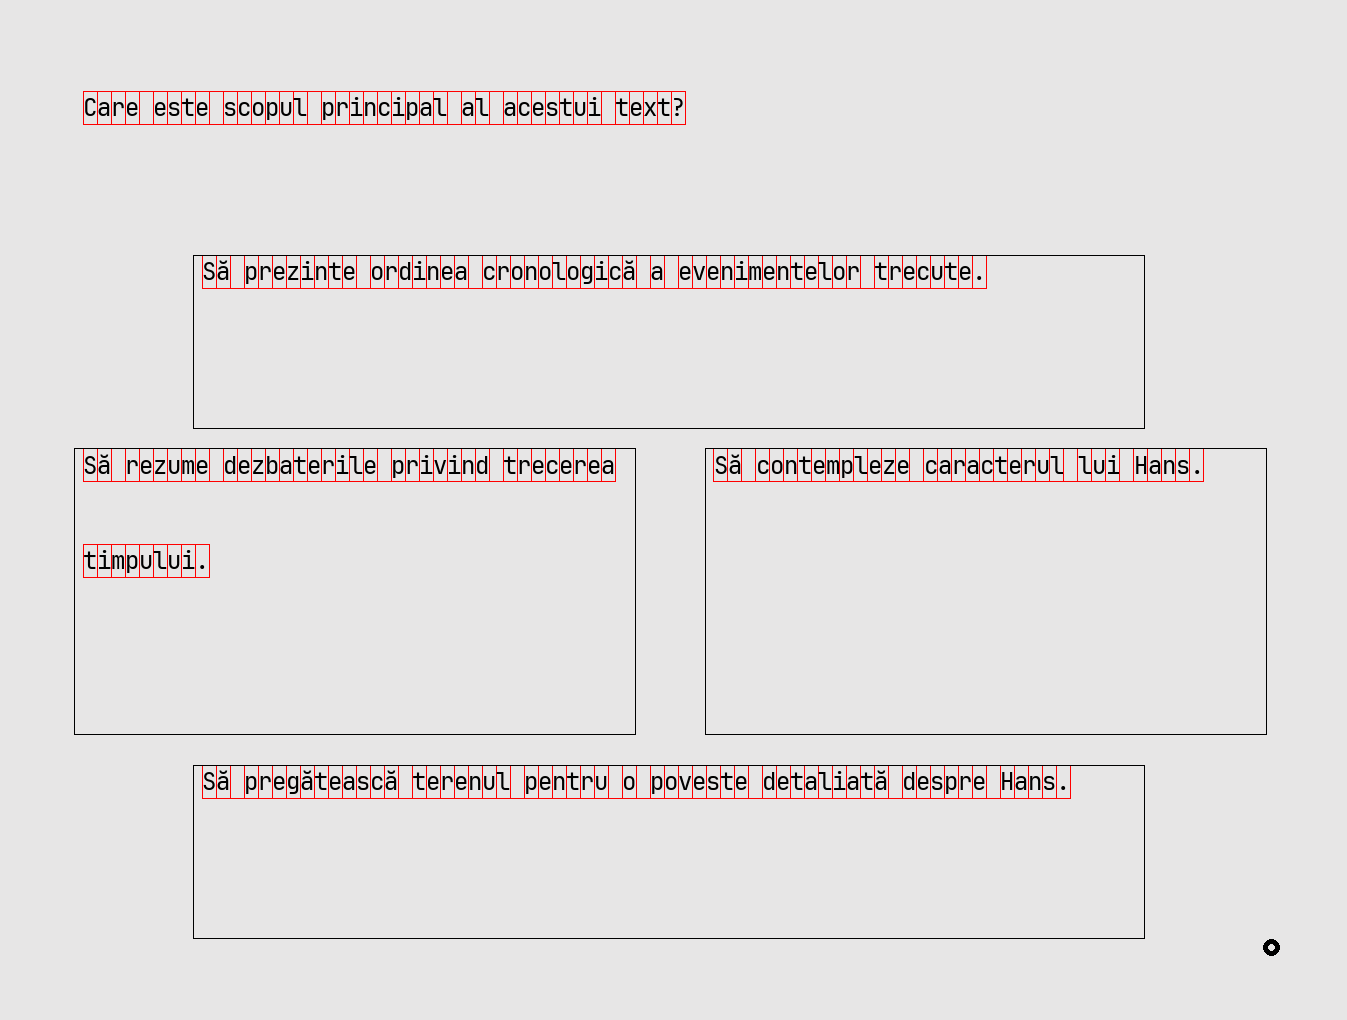 Care este scopul principal al acestui text?
Să prezinte ordinea cronologică a evenimentelor trecute.
Să rezume dezbaterile privind trecerea
timpului.
Să contempleze caracterul lui Hans.
Să pregătească terenul pentru o poveste detaliată despre Hans.